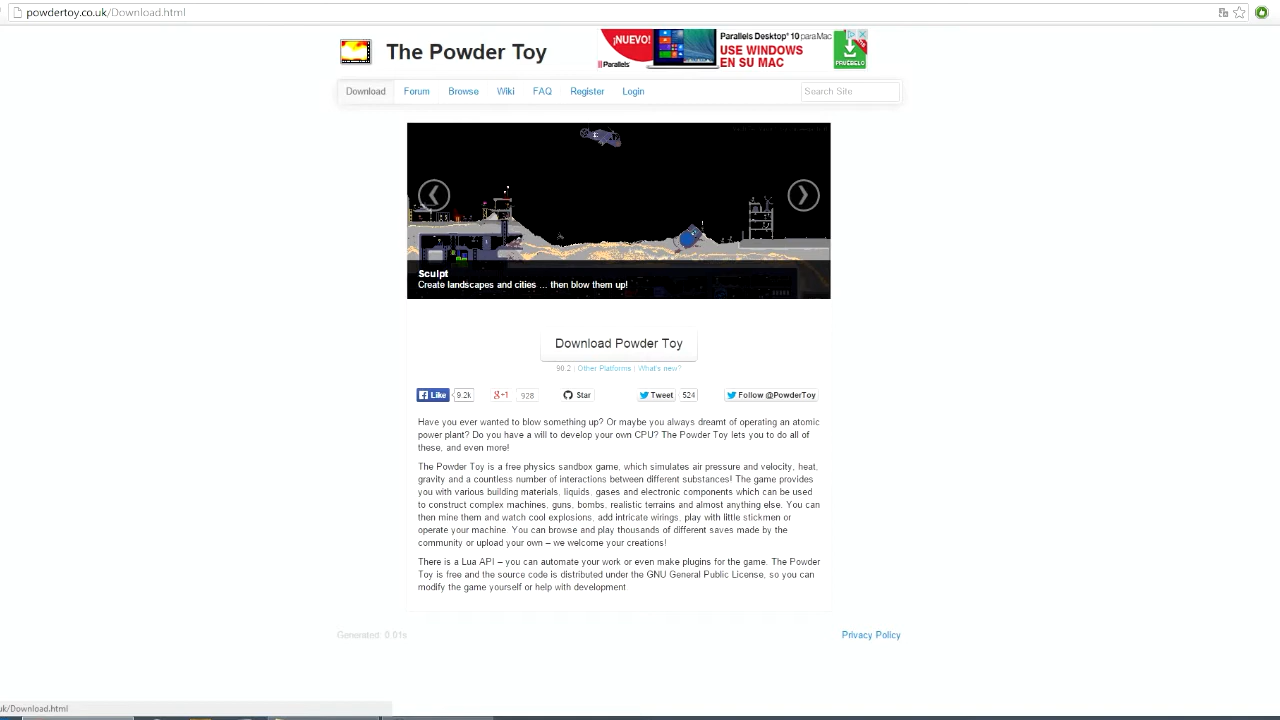 powdertoy.co.uk/Download.html
The Powder Toy
¡NUEVO!
Parallels
Parallels Desktop® 10 para Mac
USE WINDOWS
EN SU MAC
PRUÉBELO
Download Forum Browse Wiki FAQ Register Login Search Site
Sculpt
Create landscapes and cities ... then blow them up!
Download Powder Toy
90.2 | Other Platforms | What's new?
Like 9.2k g+1 928 Star Tweet 524 Follow @PowderToy
Have you ever wanted to blow something up? Or maybe you always dreamt of operating an atomic
power plant? Do you have a will to develop your own CPU? The Powder Toy lets you to do all of
these, and even more!
The Powder Toy is a free physics sandbox game, which simulates air pressure and velocity, heat,
gravity and a countless number of interactions between different substances! The game provides
you with various building materials, liquids, gases and electronic components which can be used
to construct complex machines, guns, bombs, realistic terrains and almost anything else. You can
then mine them and watch cool explosions, add intricate wirings, play with little stickmen or
operate your machine. You can browse and play thousands of different saves made by the
community or upload your own – we welcome your creations!
There is a Lua API – you can automate your work or even make plugins for the game. The Powder
Toy is free and the source code is distributed under the GNU General Public License, so you can
modify the game yourself or help with development.
Generated: 0.01s
Privacy Policy
uk/Download.html